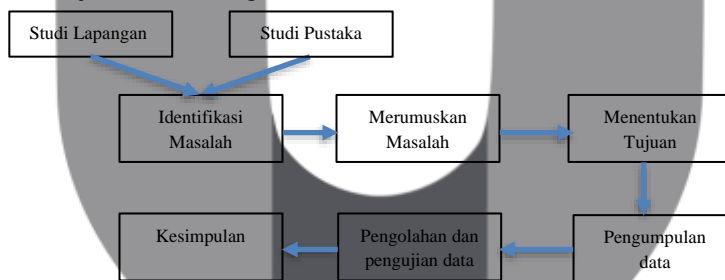 Studi Lapangan
Studi Pustaka
Identifikasi
Masalah
Merumuskan
Masalah
Menentukan
Tujuan
Pengumpulan
data
Pengolahan dan
pengujian data
Kesimpulan